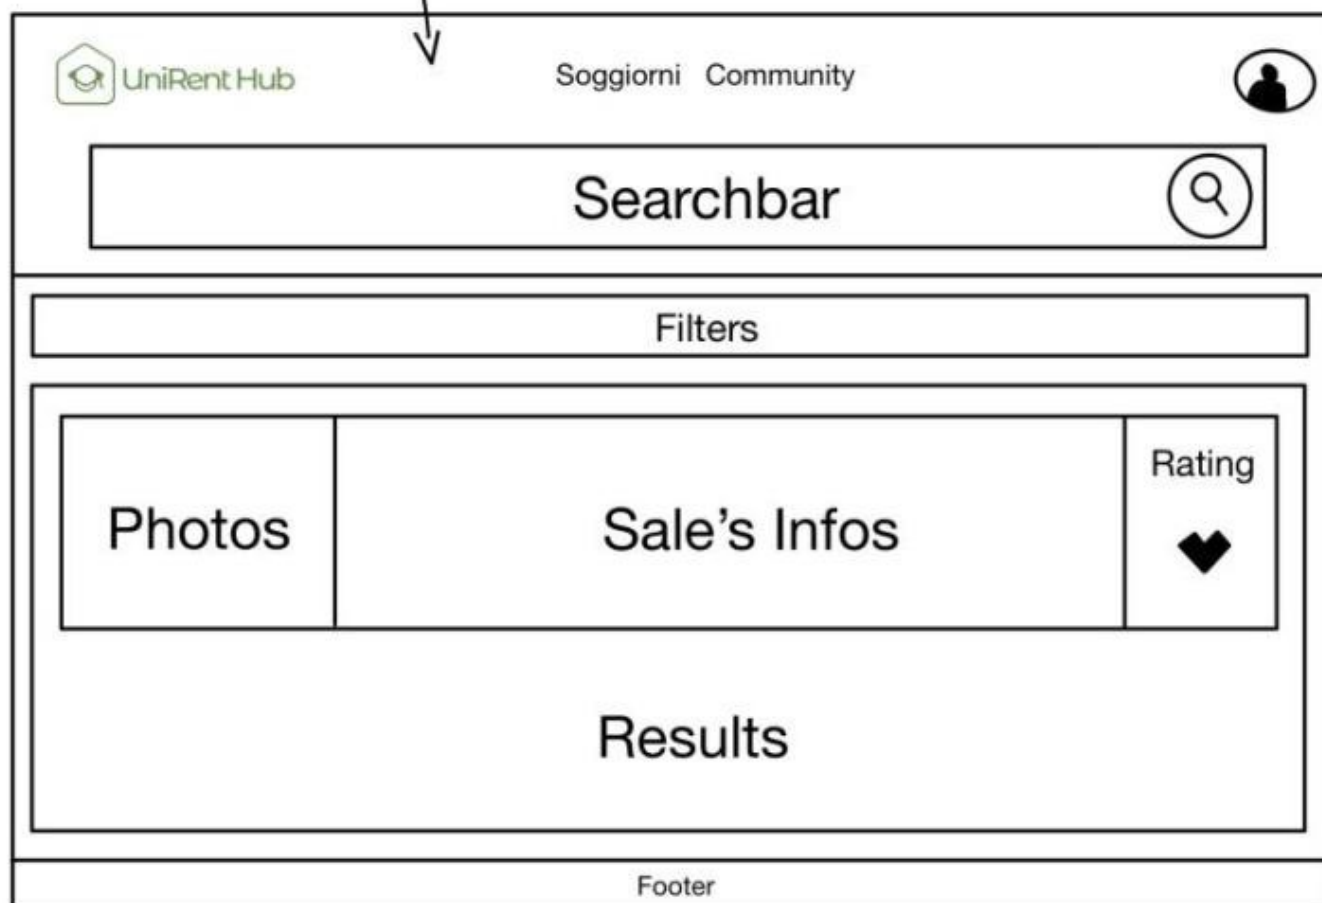 UniRent Hub
Soggiorni Community
Searchbar
Filters
Photos
Sale’s Infos
Rating
Results
Footer